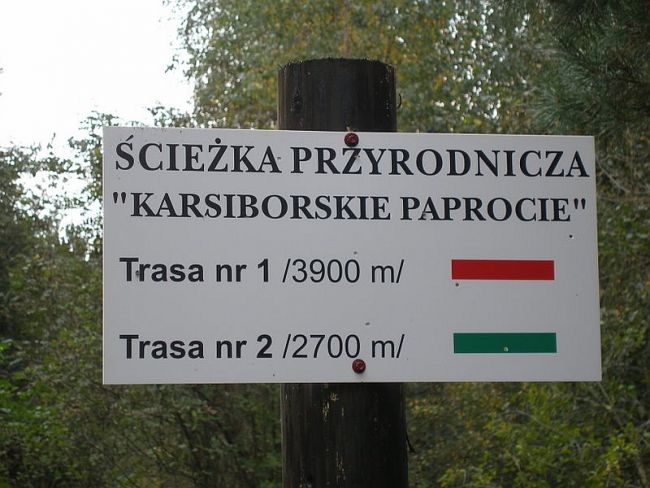 ŚCIEŻKA PRZYRODNICZA
"KARSIBORSKIE PAPROCIE"
Trasa nr 1 /3900 m/
Trasa nr 2 /2700 m/